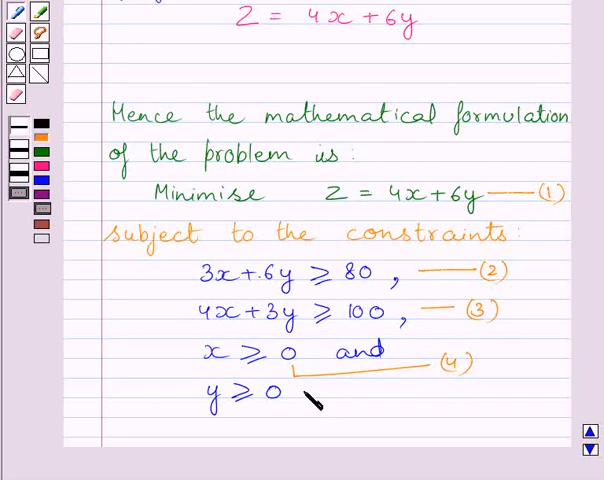 Z = 4x + 6y
Hence the mathematical formulation
of the problem is:
Minimise Z = 4x + 6y —— (1)
subject to the constraints:
3x + 6y ≥ 80 , —— (2)
4x + 3y ≥ 100 , —— (3)
x ≥ 0 and
—— (4)
y ≥ 0